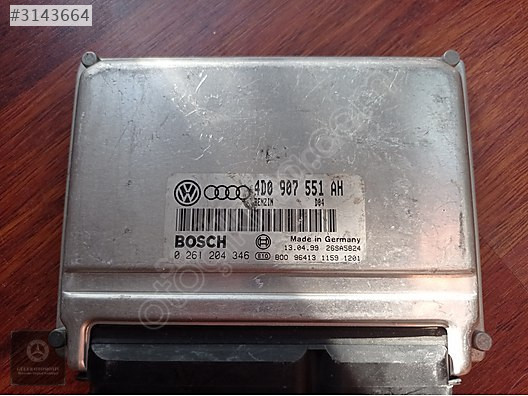 #3143664
4D0 907 551 AH
BENZIN D04
BOSCH
Made in Germany
13.04.99 26SA5824
0 261 204 346 800 96413 1159 1201